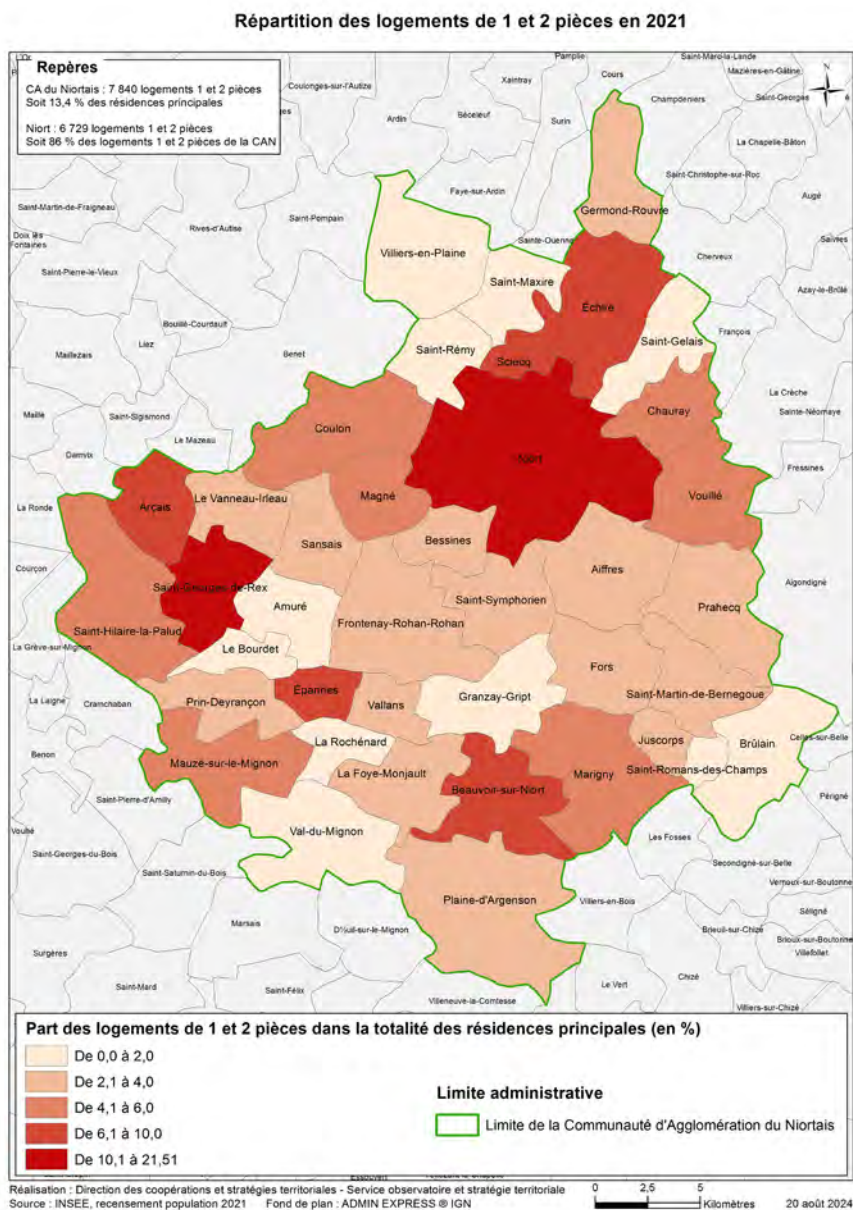 Répartition des logements de 1 et 2 pièces en 2021
Repères
CA du Niortais : 7 840 logements 1 et 2 pièces
Soit 13,4 % des résidences principales
Niort : 6 729 logements 1 et 2 pièces
Soit 86 % des logements 1 et 2 pièces de la CAN
N
Pamplie
Saint-Marc-la-Lande
Xaintray
Cours
Mazières-en-Gâtine
Coulonges-sur-l'Autize
Champdeniers
Saint-Georges
Béceleuf
Surin
Ardin
La Chapelle-Bâton
Saint-Christophe-sur-Roc
Faye-sur-Ardin
Augé
Saint-Martin-de-Fraigneau
Germond-Rouvre
Saint-Pompain
Rives-d'Autise
Doix lès
Fontaines
Sainte-Ouenne
Saivres
Villiers-en-Plaine
Cherveux
Saint-Pierre-le-Vieux
Saint-Maxire
Azay-le-Brûlé
Échiré
Bouillé-Courdault
François
Liez
Saint-Gelais
Maillezais
Benet
Saint-Rémy
Sciecq
La Crèche
Chauray
Maillé
Saint-Sigismond
Sainte-Néomaye
Coulon
Le Mazeau
Niort
Damvix
Fressines
Le Vanneau-Irleau
Vouillé
Magné
Arçais
La Ronde
Bessines
Sansais
Courçon
Aiffres
Aigondigné
Saint-Georges-de-Rex
Saint-Symphorien
Prahecq
Amuré
Frontenay-Rohan-Rohan
Saint-Hilaire-la-Palud
La Grève-sur-Mignon
Le Bourdet
Fors
Épannes
Granzay-Gript
Saint-Martin-de-Bernegoue
La Laigne
Cramchaban
Prin-Deyrançon
Vallans
Celles-sur-Belle
Juscorps
Brûlain
La Rochénard
Benon
Mauzé-sur-le-Mignon
Marigny
Saint-Romans-des-Champs
La Foye-Monjault
Beauvoir-sur-Niort
Saint-Pierre-d'Amilly
Périgné
Vouhé
Val-du-Mignon
Les Fosses
Saint-Georges-du-Bois
Secondigné-sur-Belle
Saint-Saturnin-du-Bois
Vernoux-sur-Boutonne
Plaine-d'Argenson
Villiers-en-Bois
Séligné
Marsais
Brieuil-sur-Chizé
Brioux-sur-Boutonne
Surgères
Villefollet
Chizé
Saint-Mard
Saint-Félix
Le Vert
Villeneuve-la-Comtesse
Villiers-sur-Chizé
Part des logements de 1 et 2 pièces dans la totalité des résidences principales (en %)
De 0,0 à 2,0
De 2,1 à 4,0
De 4,1 à 6,0
De 6,1 à 10,0
De 10,1 à 21,51
Limite administrative
Limite de la Communauté d'Agglomération du Niortais
Réalisation : Direction des coopérations et stratégies territoriales - Service observatoire et stratégie territoriale
Source : INSEE, recensement population 2021 Fond de plan : ADMIN EXPRESS ® IGN
0 2,5 5
Kilomètres
20 août 2024